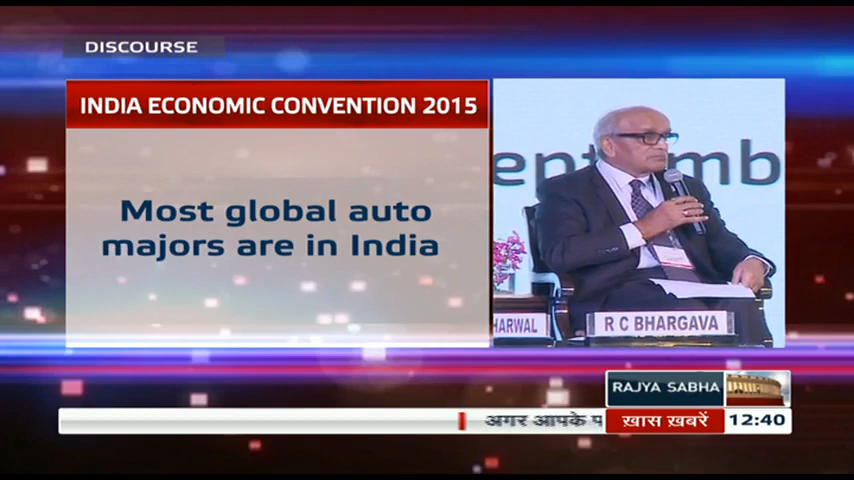 DISCOURSE
INDIA ECONOMIC CONVENTION 2015
Most global auto
majors are in India
HARWAL
R C BHARGAVA
RAJYA SABHA
अगर आपके
ख़ास ख़बरें
12:40